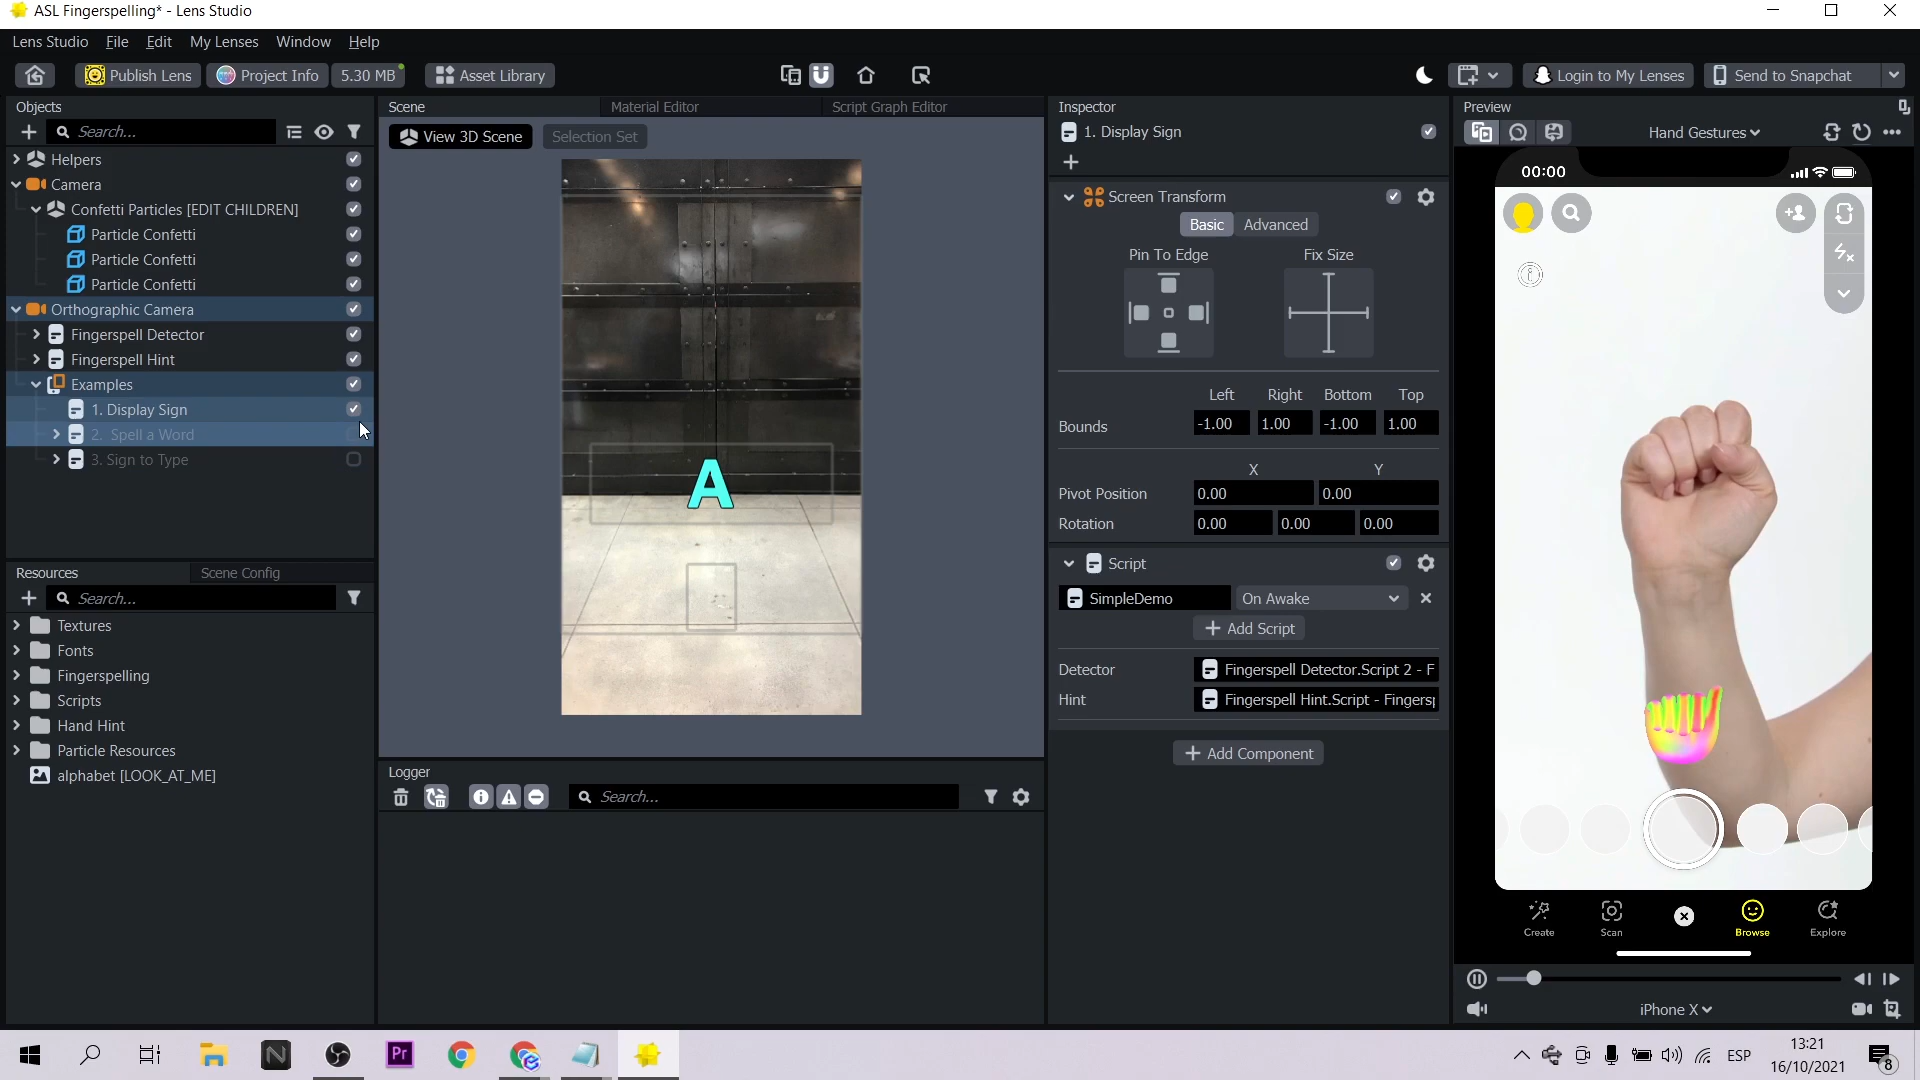 ASL Fingerspelling* - Lens Studio
Lens Studio File Edit My Lenses Window Help
Publish Lens Project Info 5.30 MB Asset Library Login to My Lenses Send to Snapchat
Objects
Search...
Helpers
Camera
Confetti Particles [EDIT CHILDREN]
Particle Confetti
Particle Confetti
Particle Confetti
Orthographic Camera
Fingerspell Detector
Fingerspell Hint
Examples
1. Display Sign
2. Spell a Word
3. Sign to Type
Resources Scene Config
Search...
Textures
Fonts
Fingerspelling
Scripts
Hand Hint
Particle Resources
alphabet [LOOK_AT_ME]
Scene Material Editor Script Graph Editor
View 3D Scene Selection Set
A
Logger
Search...
Inspector
1. Display Sign
Screen Transform
Basic Advanced
Pin To Edge Fix Size
Left Right Bottom Top
Bounds -1.00 1.00 -1.00 1.00
X Y
Pivot Position 0.00 0.00
Rotation 0.00 0.00 0.00
Script
SimpleDemo On Awake
Add Script
Detector Fingerspell Detector.Script 2 - F
Hint Fingerspell Hint.Script - Fingers
Add Component
Preview
Hand Gestures
00:00
Create Scan Browse Explore
iPhone X
Pr
ESP
13:21
16/10/2021
8